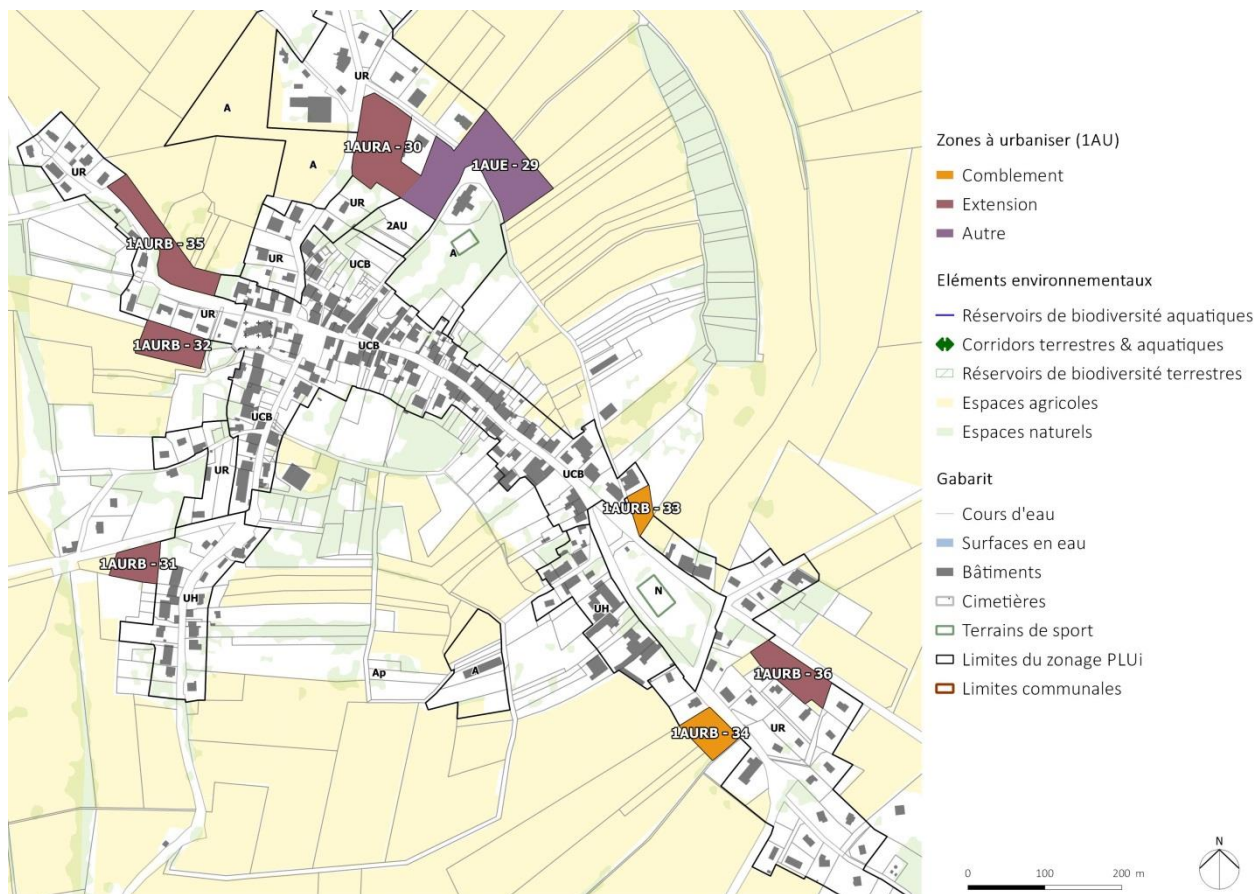 UR
A
1AURA - 30
A
1AUE - 29
UR
UR
2AU
1AURB - 35
UR
UCB
A
UR
1AURB - 32
UCB
UCB
UR
UCB
1AURB - 33
1AURB - 31
UH
N
UH
Ap
A
1AURB - 36
UR
1AURB - 34
Zones à urbaniser (1AU)
Comblement
Extension
Autre
Eléments environnementaux
Réservoirs de biodiversité aquatiques
Corridors terrestres & aquatiques
Réservoirs de biodiversité terrestres
Espaces agricoles
Espaces naturels
Gabarit
Cours d'eau
Surfaces en eau
Bâtiments
Cimetières
Terrains de sport
Limites du zonage PLUi
Limites communales
N
0 100 200 m